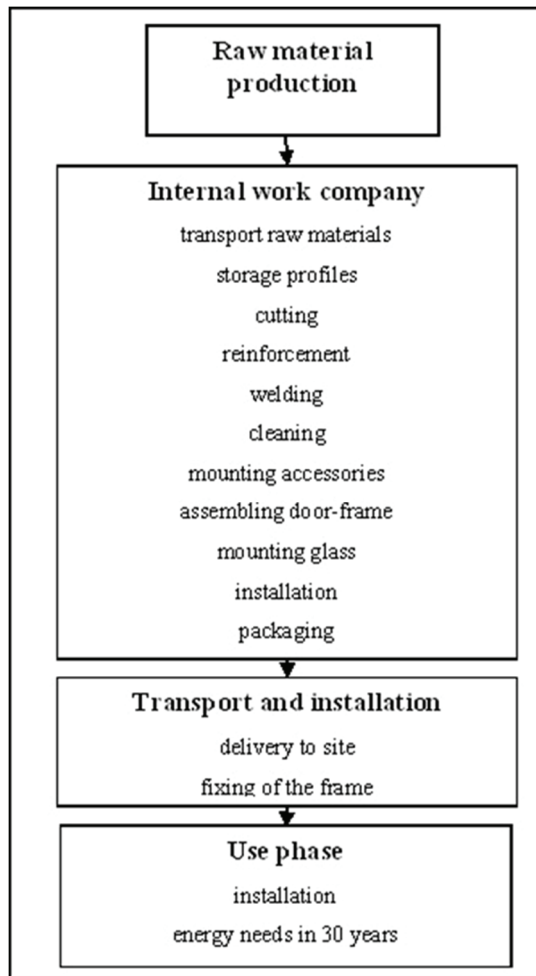 Raw material
production
Internal work company
transport raw materials
storage profiles
cutting
reinforcement
welding
cleaning
mounting accessories
assembling door-frame
mounting glass
installation
packaging
Transport and installation
delivery to site
fixing of the frame
Use phase
installation
energy needs in 30 years